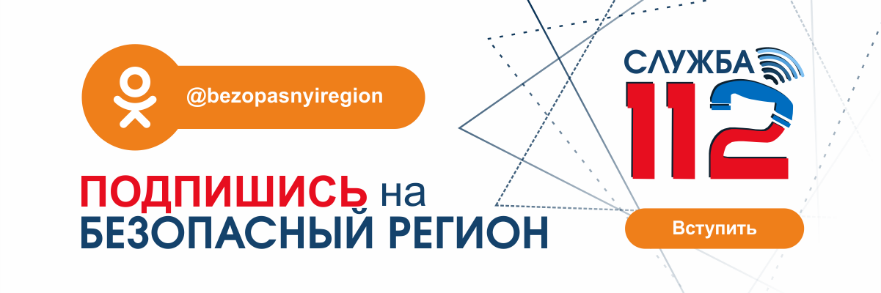 @bezopasnyiregion
ПОДПИШИСЬ на
БЕЗОПАСНЫЙ РЕГИОН
СЛУЖБА
112
Вступить